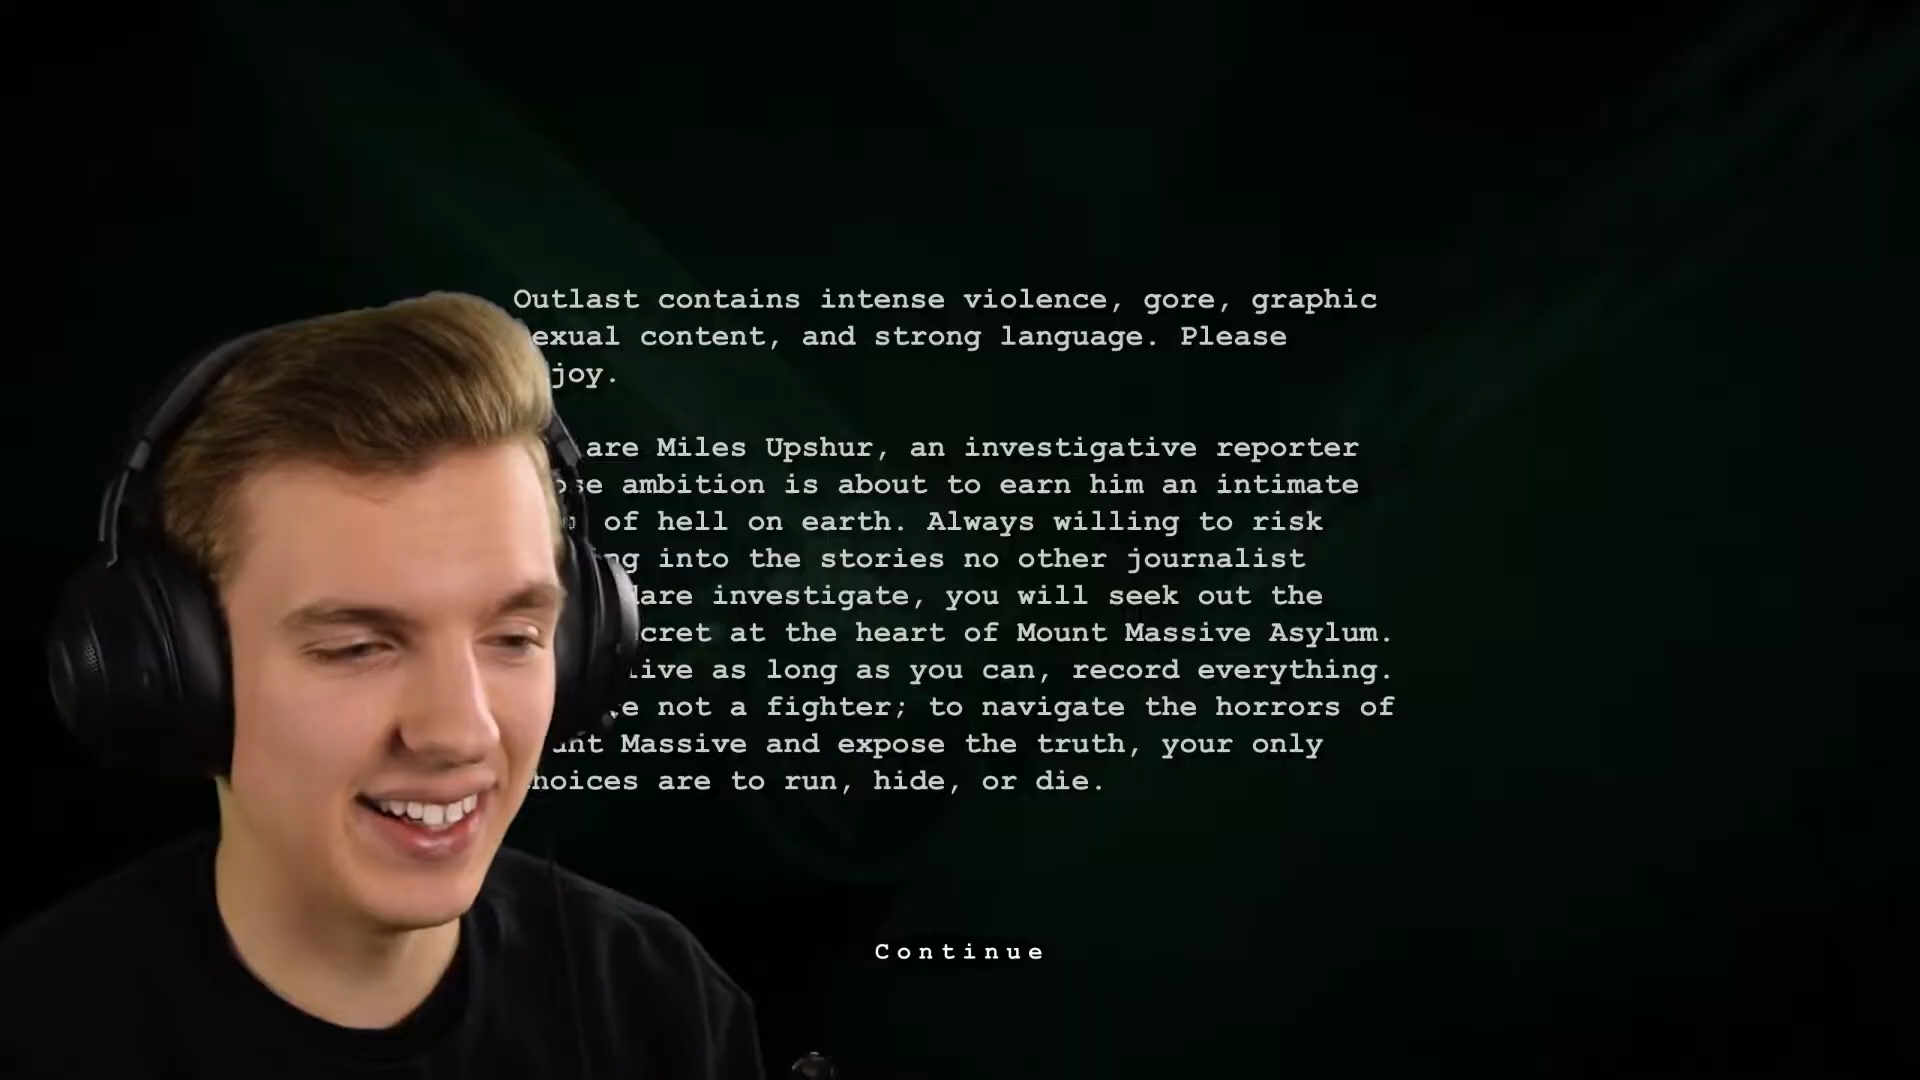 Outlast contains intense violence, gore, graphic
content, and strong language. Please
are Miles Upshur, an investigative reporter
ambition is about to earn him an intimate
of hell on earth. Always willing to risk
into the stories no other journalist
investigate, you will seek out the
at the heart of Mount Massive Asylum.
as long as you can, record everything.
not a fighter; to navigate the horrors of
Massive and expose the truth, your only
are to run, hide, or die.
Continue